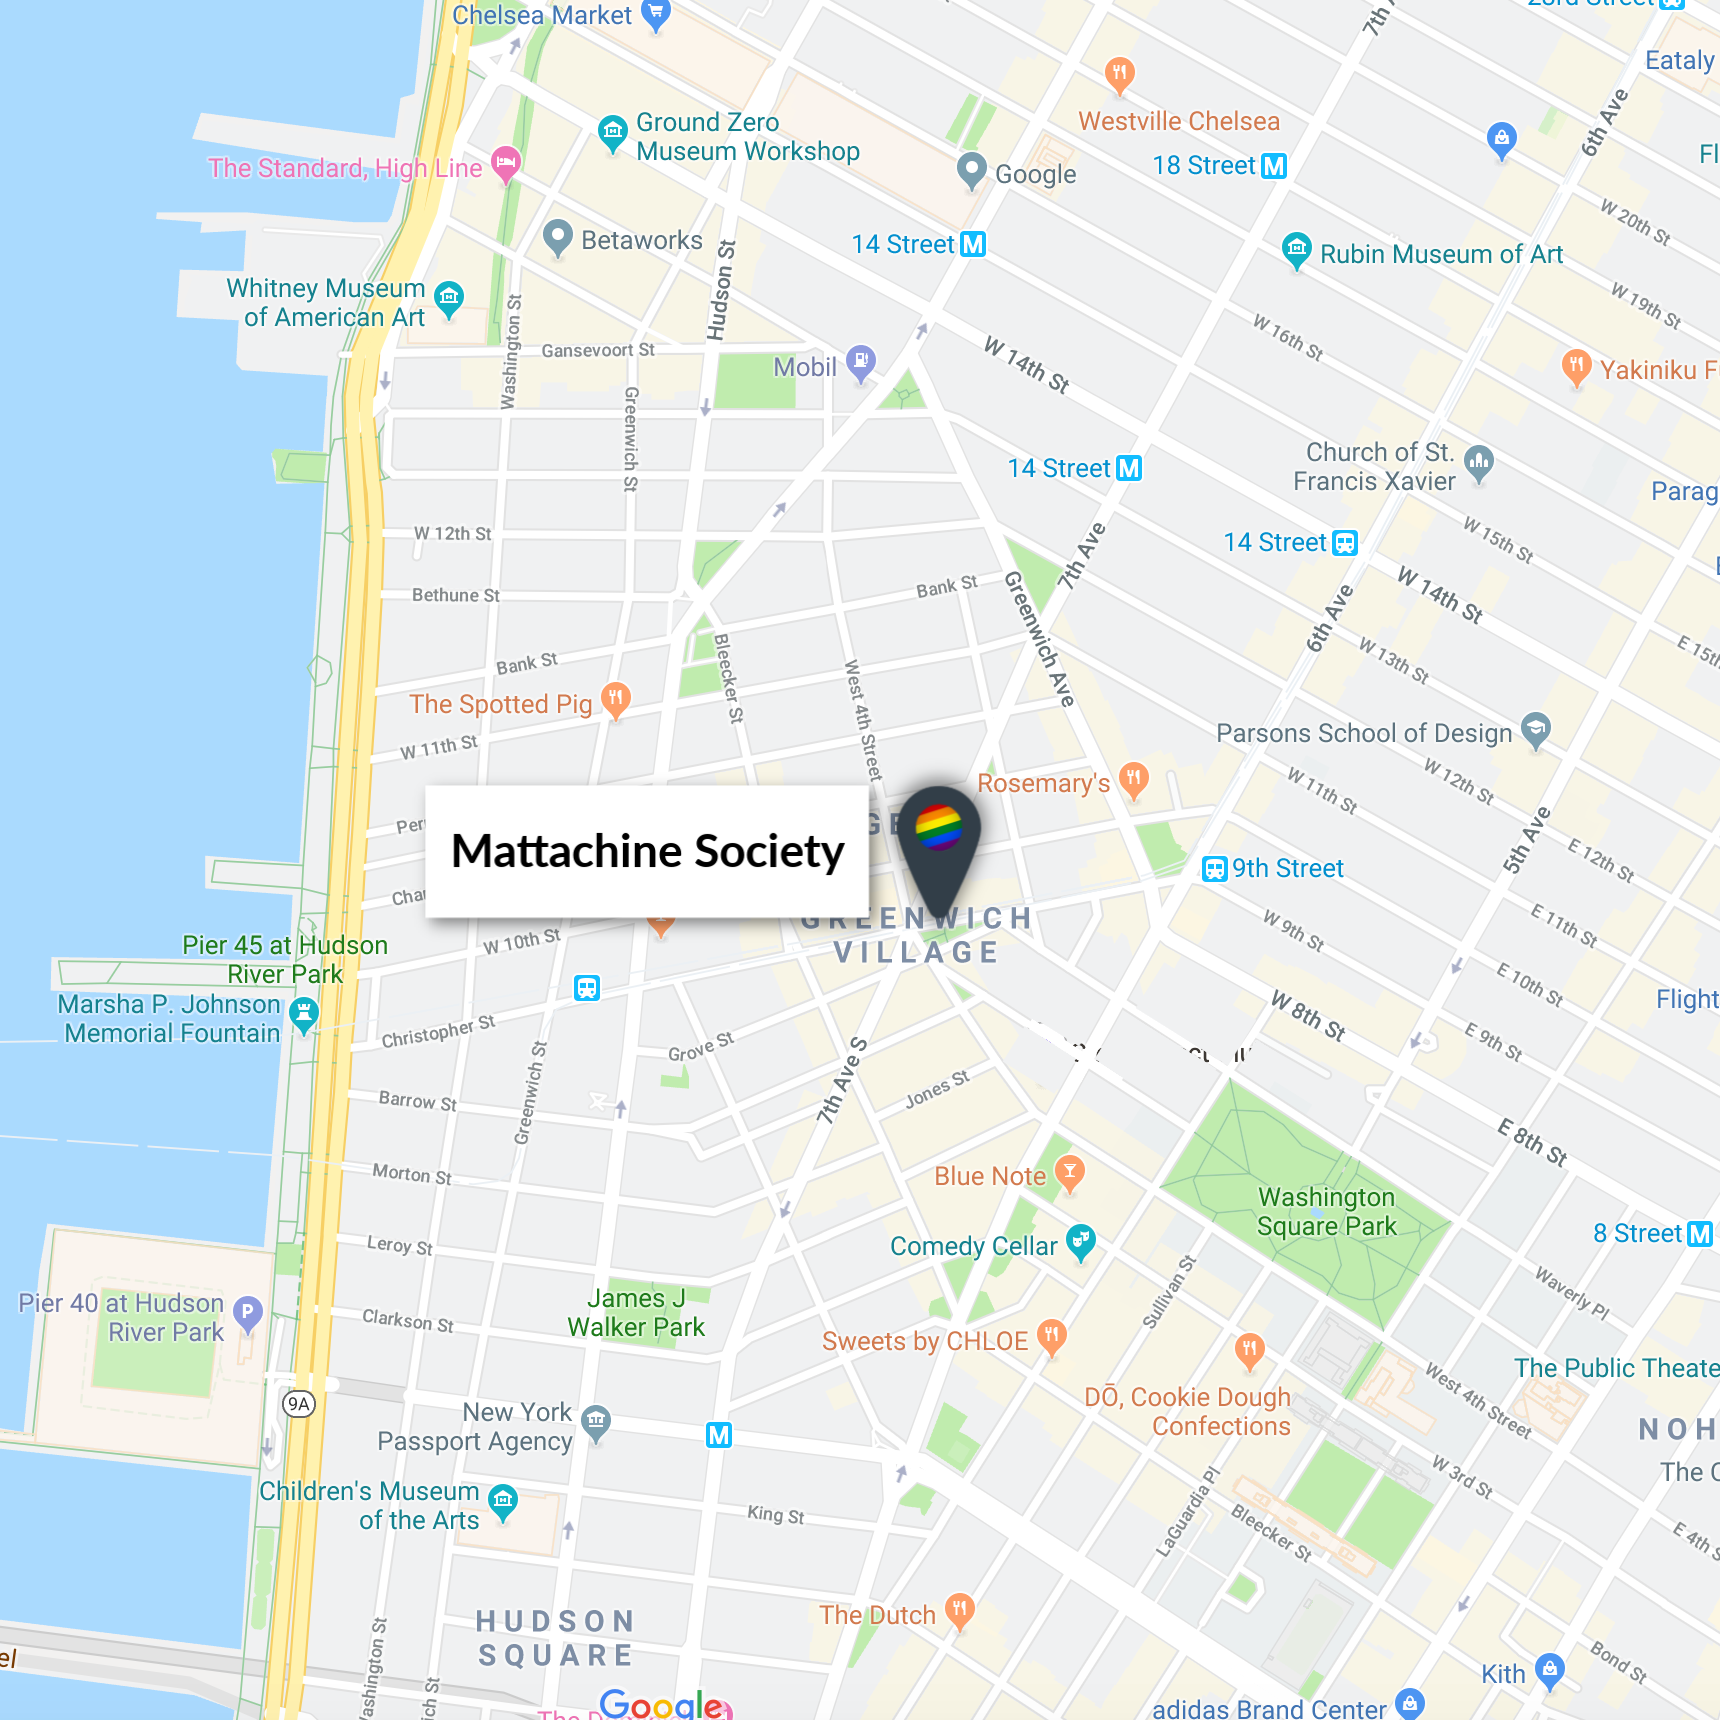 Chelsea Market
23rd Street
7th
Eataly
Westville Chelsea
6th Ave
Ground Zero
Museum Workshop
The Standard, High Line
18 Street
Google
W 20th St
Betaworks
Hudson St
14 Street
Rubin Museum of Art
Whitney Museum
of American Art
W 19th St
Washington St
Gansevoort St
W 16th St
Mobil
W 14th St
Yakiniku
Greenwich St
Church of St.
Francis Xavier
14 Street
Parag
W 12th St
14 Street
W 15th St
7th Ave
Bethune St
Bank St
Greenwich Ave
6th Ave
W 14th St
Bank St
Bleecker St
West 4th Street
W 13th St
E 15th
The Spotted Pig
W 11th St
Parsons School of Design
Rosemary's
W 11th St
W 12th St
Mattachine Society
9th Street
5th Ave
E 12th St
GREENWICH
VILLAGE
W 10th St
W 9th St
E 11th St
Pier 45 at Hudson
River Park
E 10th St
Marsha P. Johnson
Memorial Fountain
Christopher St
Grove St
W 8th St
E 9th St
Flight
Greenwich St
7th Ave S
Jones St
Barrow St
E 8th St
Morton St
Blue Note
Washington
Square Park
Leroy St
Comedy Cellar
8 Street
Sullivan St
Waverly Pl
Pier 40 at Hudson
River Park
P
James J
Walker Park
Clarkson St
Sweets by CHLOE
The Public Theate
9A
DŌ, Cookie Dough
Confections
West 4th Street
New York
Passport Agency
NOH
The
W 3rd St
Children's Museum
of the Arts
King St
LaGuardia Pl
Bleecker St
E 4th
HUDSON
SQUARE
The Dutch
Washington St
Bond St
Kith
Google
adidas Brand Center